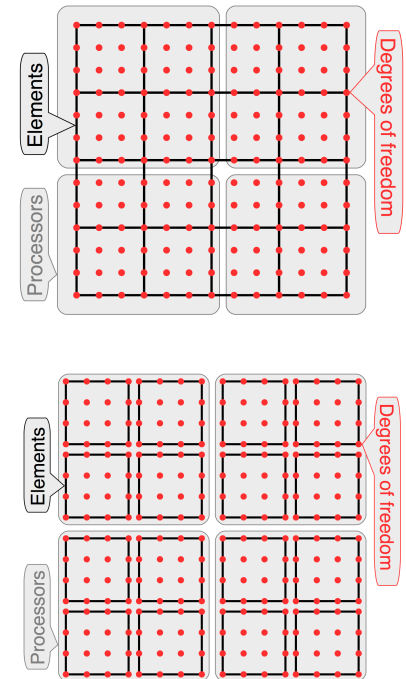 Degrees of freedom
Elements
Processors
Degrees of freedom
Elements
Processors